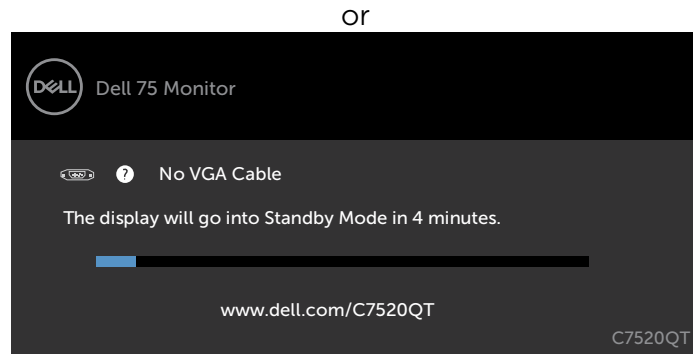 or
DELL
Dell 75 Monitor
? No VGA Cable
The display will go into Standby Mode in 4 minutes.
www.dell.com/C7520QT
C7520QT